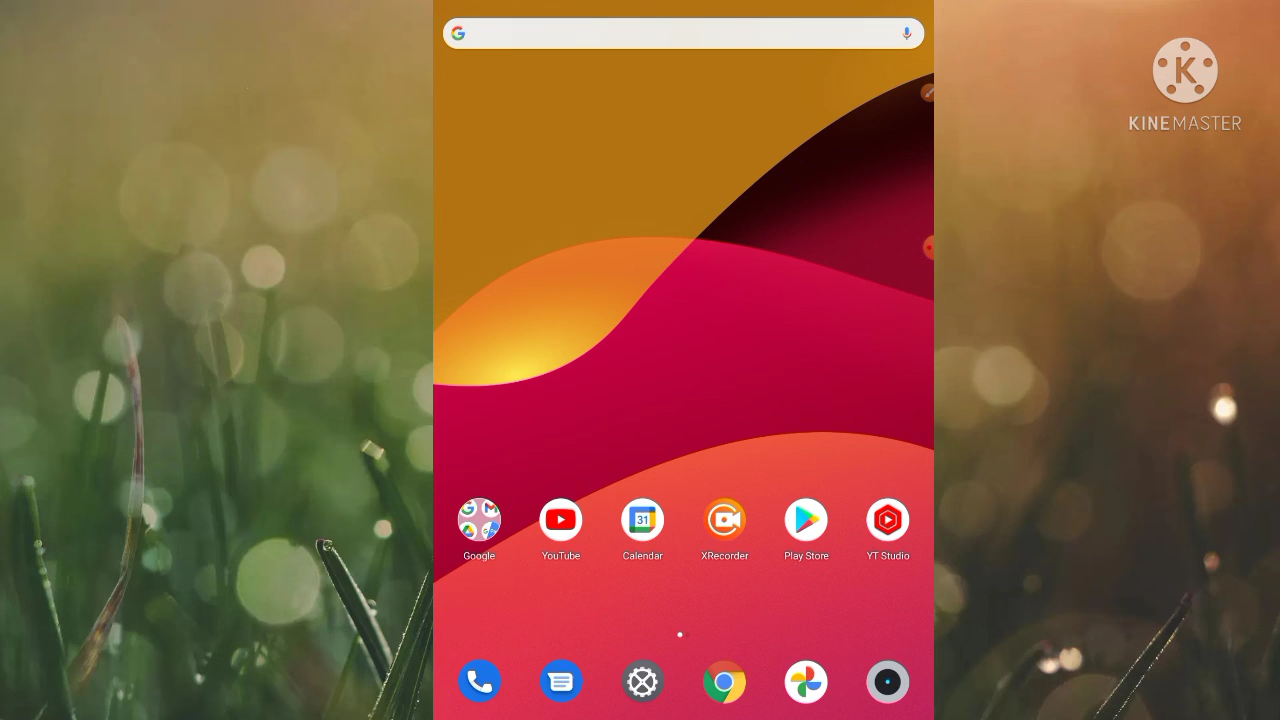 KINEMASTER
Google
YouTube
31
Calendar
XRecorder
Play Store
YT Studio